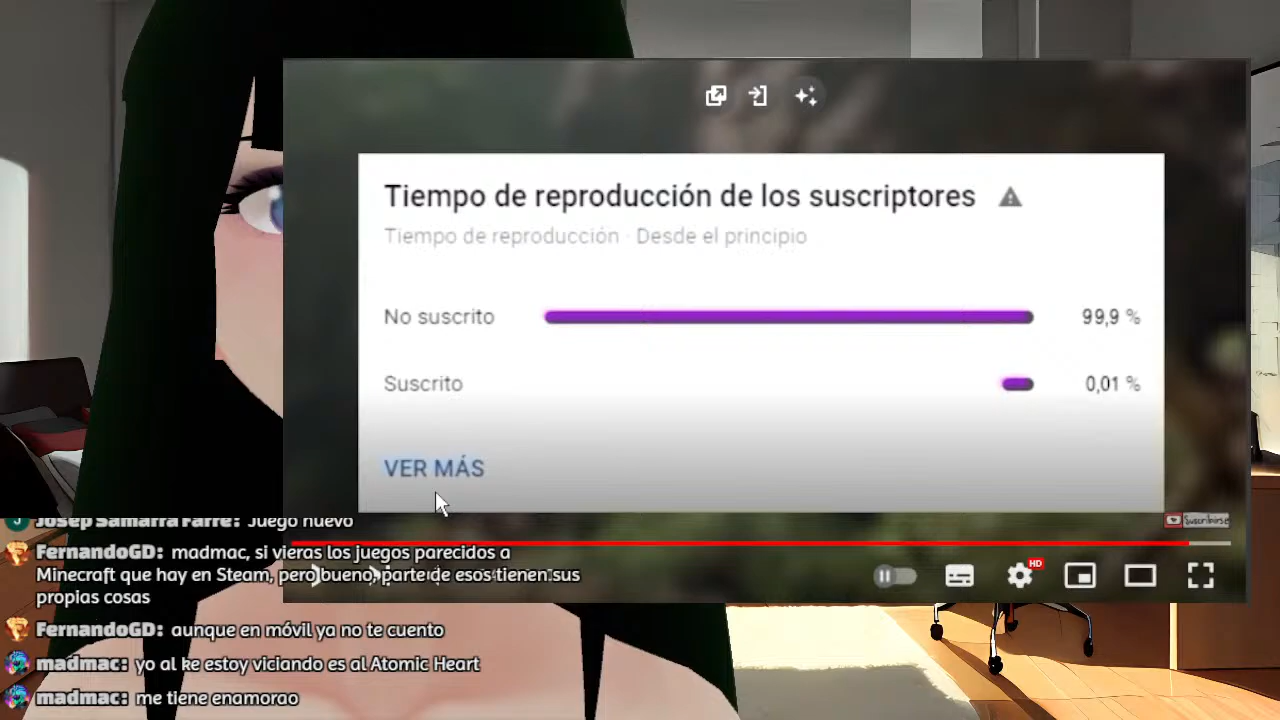 Tiempo de reproducción de los suscriptores
Tiempo de reproducción · Desde el principio
No suscrito 99,9 %
Suscrito 0,01 %
VER MÁS
Suscribirse
HD
Josep Samarra Farre: Juego nuevo
FernandoGD: madmac, si vieras los juegos parecidos a
Minecraft que hay en Steam, pero bueno, parte de esos tienen sus
propias cosas
FernandoGD: aunque en móvil ya no te cuento
madmac: yo al ke estoy viciando es al Atomic Heart
madmac: me tiene enamorao